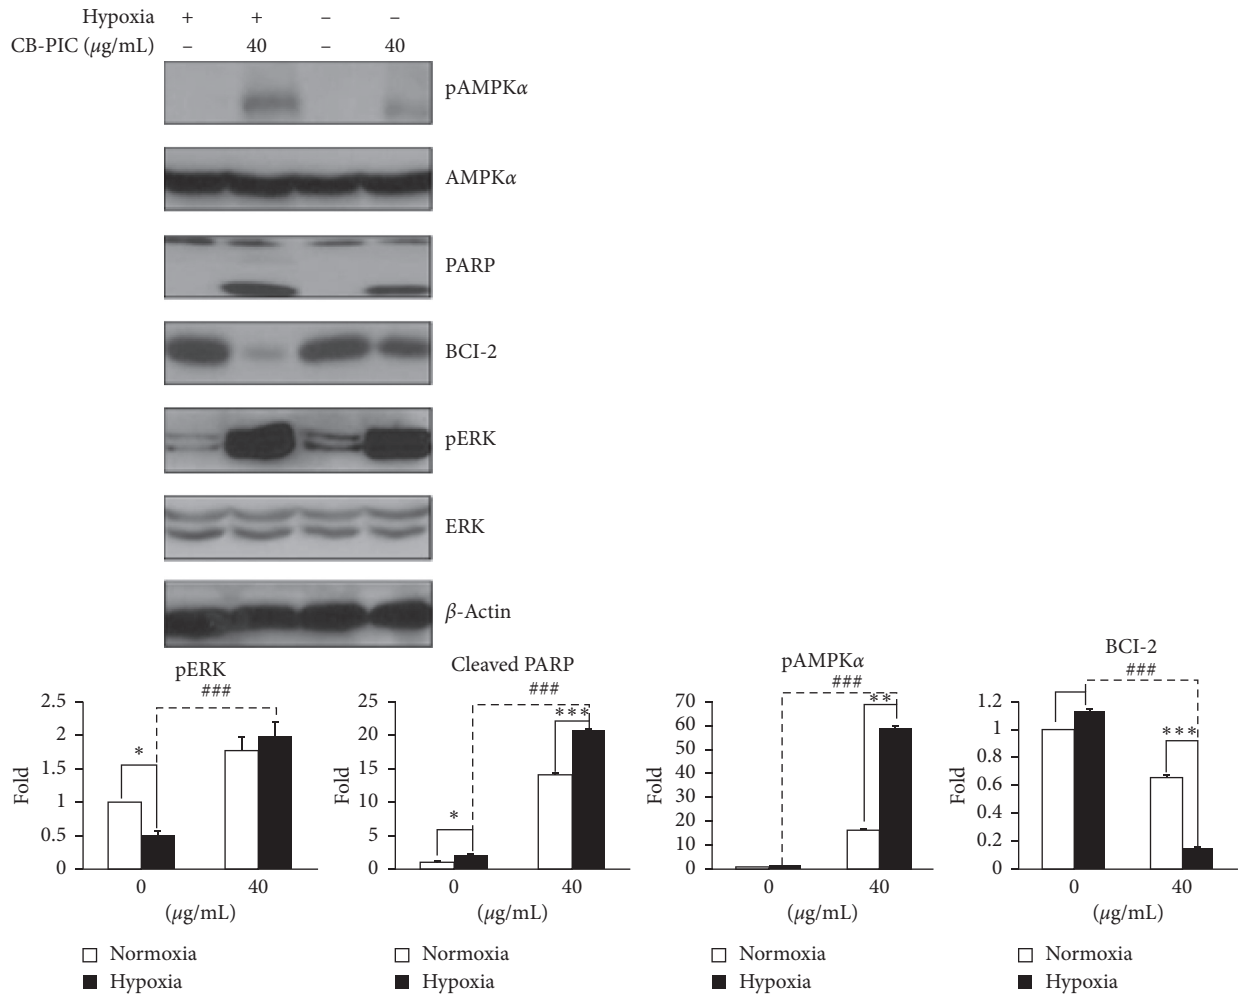 Hypoxia + + – –
CB-PIC (μg/mL) – 40 – 40
pAMPKα
AMPKα
PARP
BCI-2
pERK
ERK
β-Actin
pERK
###
*
2.5
2
1.5
1
0.5
0
Fold
0 40
(μg/mL)
Normoxia
Hypoxia
Cleaved PARP
###
***
*
25
20
15
10
5
0
Fold
0 40
(μg/mL)
Normoxia
Hypoxia
pAMPKα
###
**
70
60
50
40
30
20
10
0
Fold
0 40
(μg/mL)
Normoxia
Hypoxia
BCI-2
###
***
1.2
1
0.8
0.6
0.4
0.2
0
Fold
0 40
(μg/mL)
Normoxia
Hypoxia